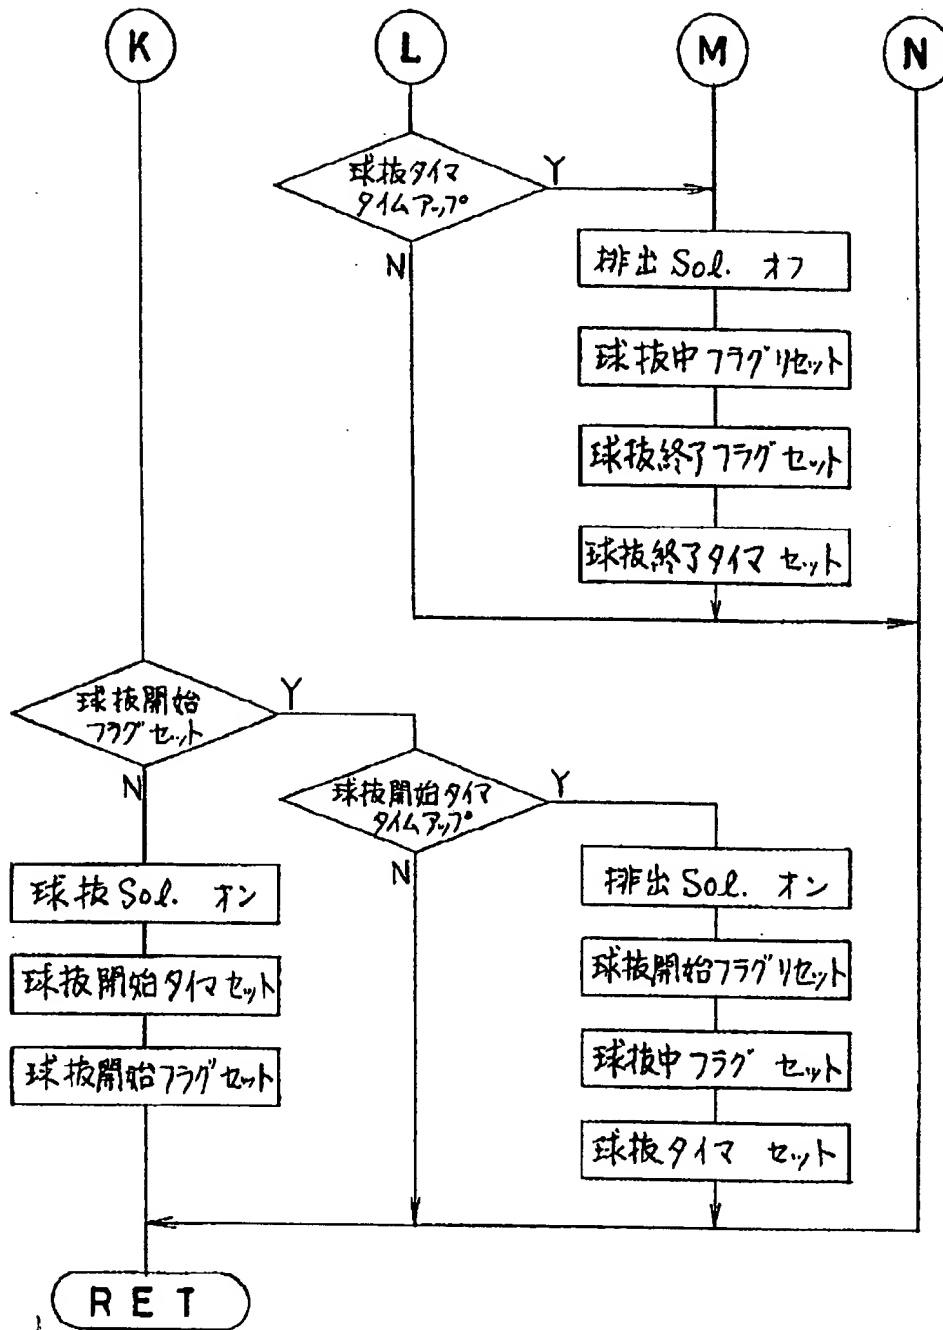 K L M N
球抜タイマ
タイムアップ
Y
N
排出 Sol. オフ
球抜中フラグリセット
球抜終了フラグセット
球抜終了タイマ セット
球抜開始
フラグセット
Y
N
球抜開始タイマ
タイムアップ
Y
N
球抜 Sol. オン
球抜開始タイマセット
球抜開始フラグセット
排出 Sol. オン
球抜開始フラグリセット
球抜中フラグ セット
球抜タイマ セット
RET